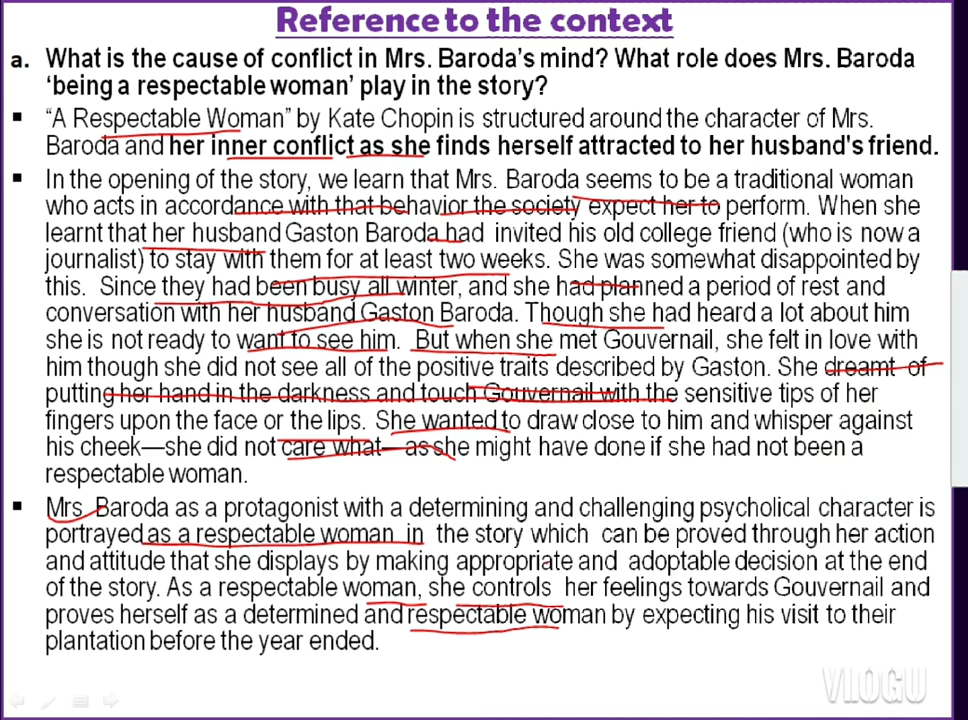 Reference to the context
a. What is the cause of conflict in Mrs. Baroda's mind? What role does Mrs. Baroda
'being a respectable woman' play in the story?
▪ "A Respectable Woman" by Kate Chopin is structured around the character of Mrs.
Baroda and her inner conflict as she finds herself attracted to her husband's friend.
▪ In the opening of the story, we learn that Mrs. Baroda seems to be a traditional woman
who acts in accordance with that behavior the society expect her to perform. When she
learnt that her husband Gaston Baroda had invited his old college friend (who is now a
journalist) to stay with them for at least two weeks. She was somewhat disappointed by
this. Since they had been busy all winter, and she had planned a period of rest and
conversation with her husband Gaston Baroda. Though she had heard a lot about him
she is not ready to want to see him. But when she met Gouvernail, she felt in love with
him though she did not see all of the positive traits described by Gaston. She dreamt of
putting her hand in the darkness and touch Gouvernail with the sensitive tips of her
fingers upon the face or the lips. She wanted to draw close to him and whisper against
his cheek—she did not care what—as she might have done if she had not been a
respectable woman.
▪ Mrs. Baroda as a protagonist with a determining and challenging psycholical character is
portrayed as a respectable woman in the story which can be proved through her action
and attitude that she displays by making appropriate and adoptable decision at the end
of the story. As a respectable woman, she controls her feelings towards Gouvernail and
proves herself as a determined and respectable woman by expecting his visit to their
plantation before the year ended.
VLOGU